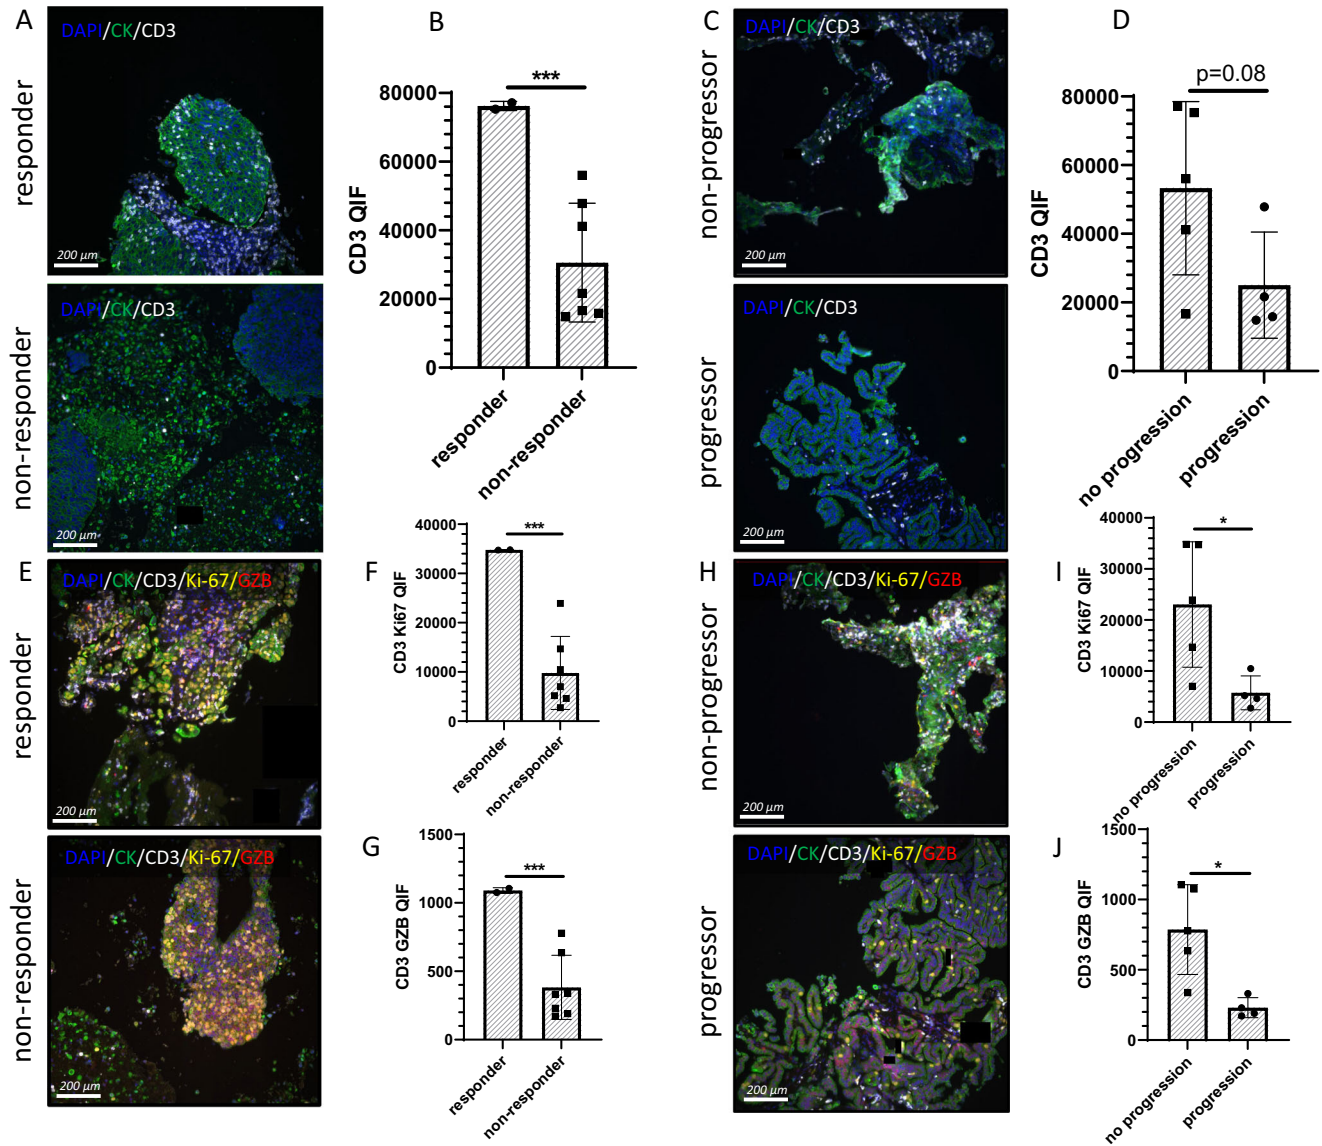 A
DAPI/CK/CD3
responder
200 µm
B
***
CD3 QIF
80000
60000
40000
20000
0
responder
non-responder
C
DAPI/CK/CD3
non-progressor
200 µm
D
p=0.08
CD3 QIF
80000
60000
40000
20000
0
no progression
progression
DAPI/CK/CD3
non-responder
200 µm
DAPI/CK/CD3
progressor
200 µm
E
DAPI/CK/CD3/Ki-67/GZB
responder
200 µm
F
***
CD3 Ki67 QIF
40000
30000
20000
10000
0
responder
non-responder
H
DAPI/CK/CD3/Ki-67/GZB
non-progressor
200 µm
I
*
CD3 Ki67 QIF
40000
30000
20000
10000
0
no progression
progression
DAPI/CK/CD3/Ki-67/GZB
non-responder
200 µm
G
***
CD3 GZB QIF
1500
1000
500
0
responder
non-responder
DAPI/CK/CD3/Ki-67/GZB
progressor
200 µm
J
*
CD3 GZB QIF
1500
1000
500
0
no progression
progression